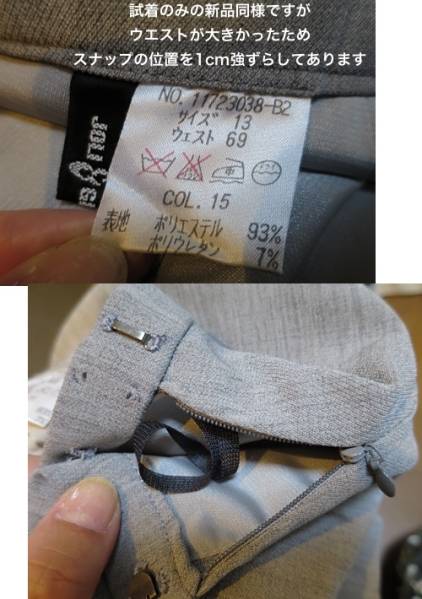 試着のみの新品同様ですが
ウエストが大きかったため
スナップの位置を1cm強ずらしてあります
NO. 11723038-B2
サイズ 13
ウェスト 69
COL. 15
表地 ポリエステル 93%
ポリウレタン 7%